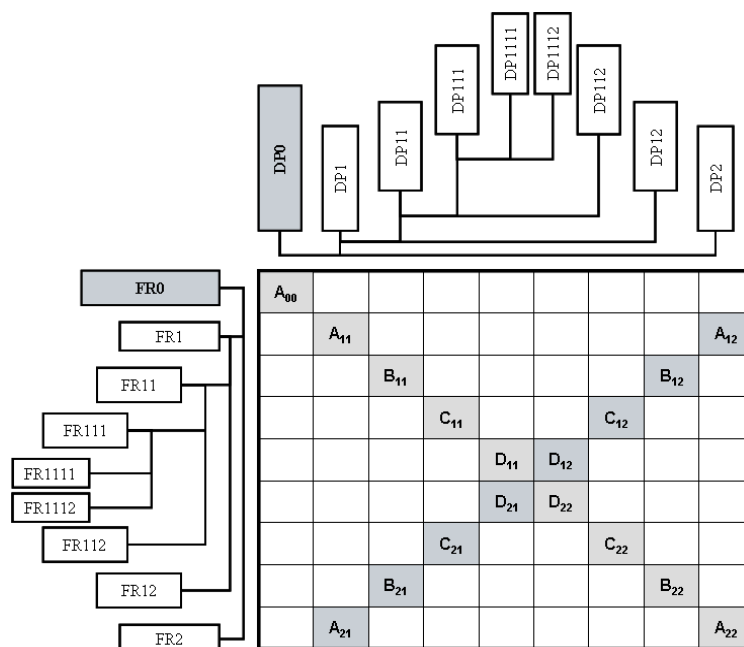 DP0
DP1
DP11
DP111
DP1111
DP1112
DP112
DP12
DP2
FR0
A₀₀
FR1
A₁₁ A₁₂
FR11
B₁₁ B₁₂
FR111
C₁₁ C₁₂
FR1111
D₁₁ D₁₂
FR1112
D₂₁ D₂₂
FR112
C₂₁ C₂₂
FR12
B₂₁ B₂₂
FR2
A₂₁ A₂₂